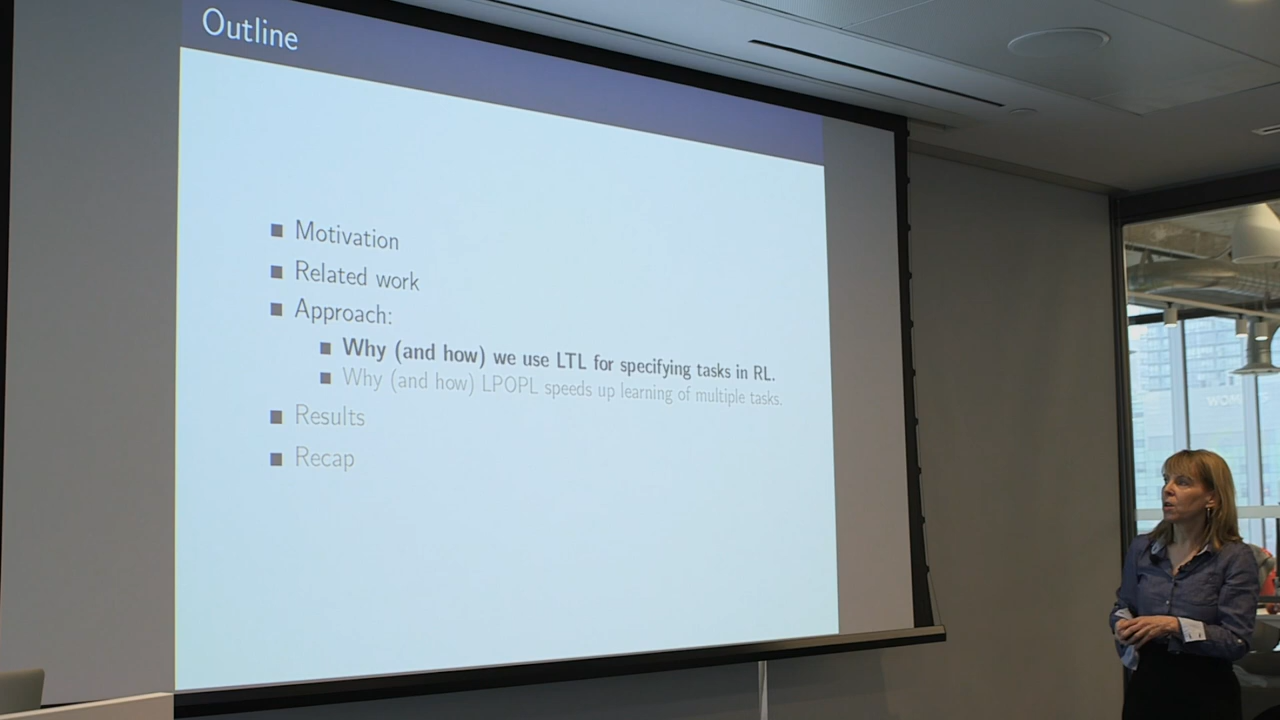 Outline
Motivation
Related work
Approach:
Why (and how) we use LTL for specifying tasks in RL.
Why (and how) LPOPL speeds up learning of multiple tasks.
Results
Recap